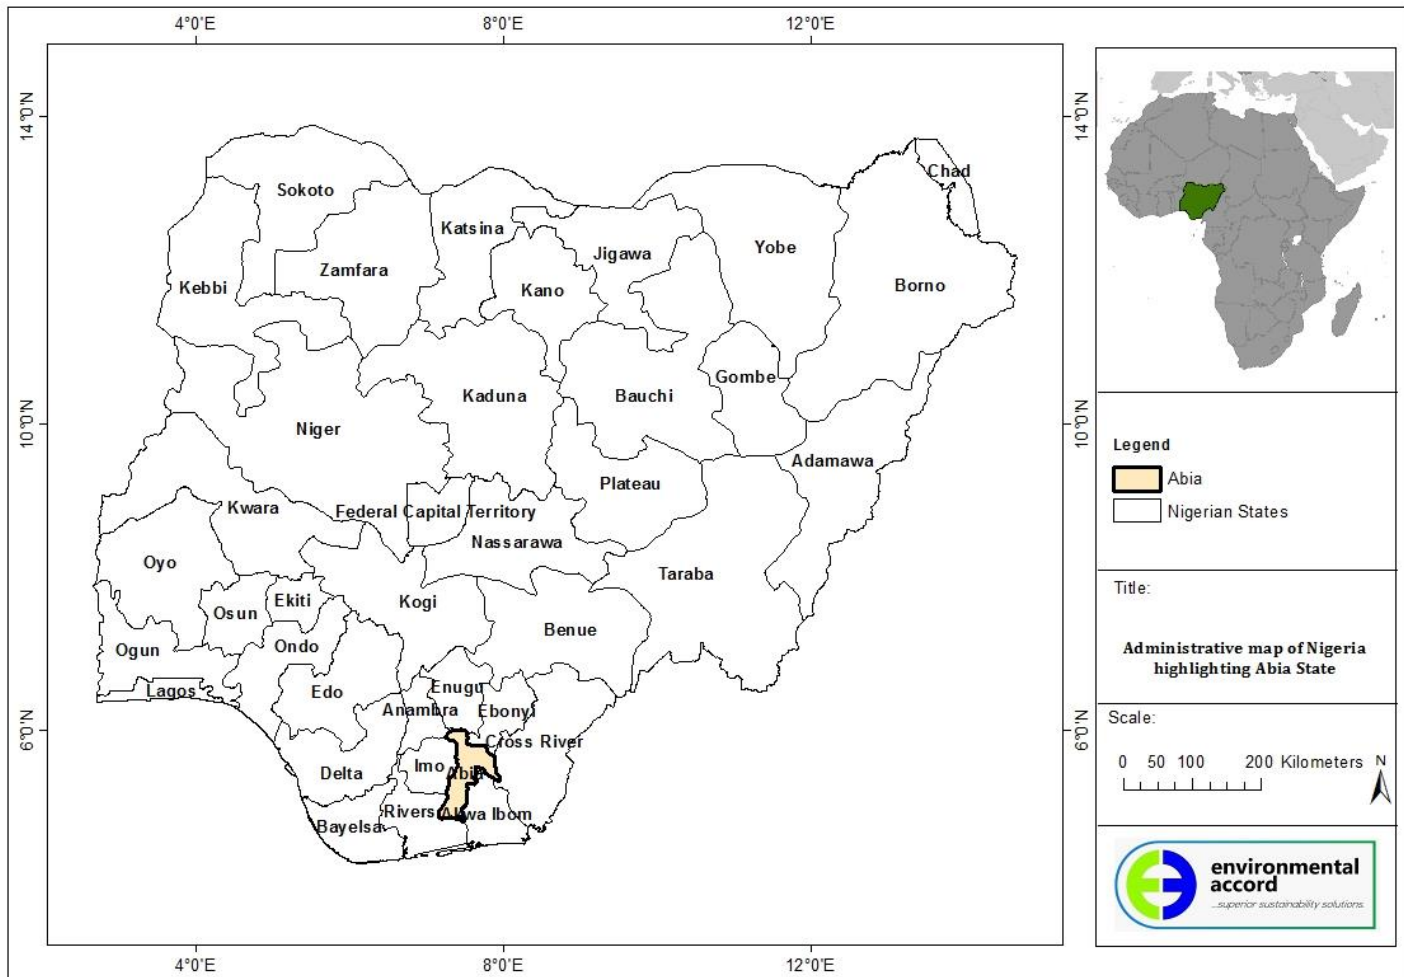 4°0'E 8°0'E 12°0'E
14°0'N 14°0'N
Chad
Sokoto
Katsina
Yobe
Jigawa
Zamfara
Kebbi
Kano
Borno
Gombe
Kaduna
Bauchi
Niger
10°0'N 10°0'N
Adamawa
Plateau
Kwara
Federal Capital Territory
Nassarawa
Oyo
Taraba
Ekiti
Kogi
Osun
Benue
Ondo
Ogun
Lagos
Edo
Enugu
Anambra
Ebonyi
6°0'N 6°0'N
Cross River
Imo
Abia
Delta
Rivers
Akwa Ibom
Bayelsa
4°0'E 8°0'E 12°0'E
Legend
Abia
Nigerian States
Title:
Administrative map of Nigeria
highlighting Abia State
Scale:
0 50 100 200 Kilometers
N
environmental
accord
...superior sustainability solutions.